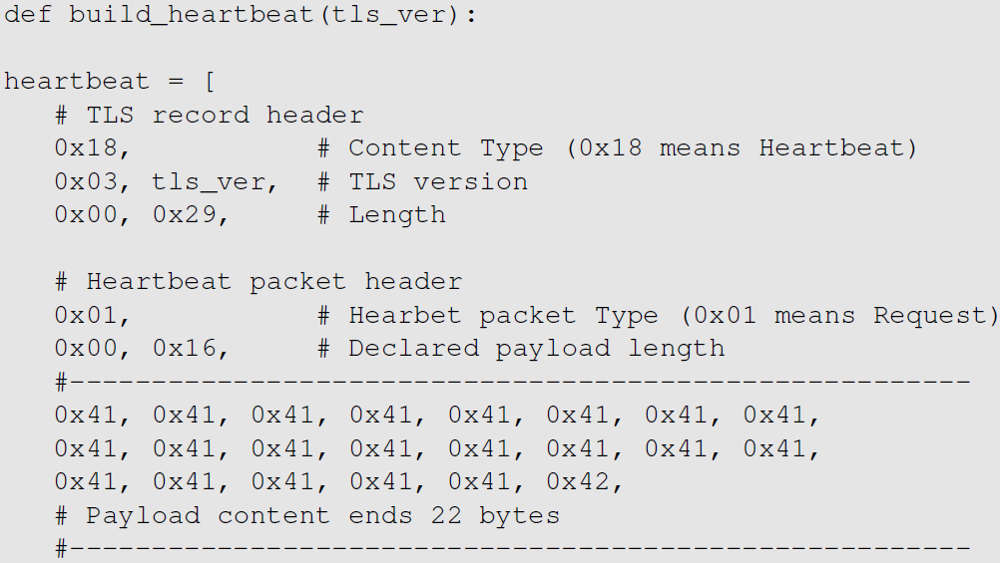 def build_heartbeat(tls_ver):
heartbeat = [
# TLS record header
0x18, # Content Type (0x18 means Heartbeat)
0x03, tls_ver, # TLS version
0x00, 0x29, # Length
# Heartbeat packet header
0x01, # Hearbet packet Type (0x01 means Request)
0x00, 0x16, # Declared payload length
#-------------------------------------------------------
0x41, 0x41, 0x41, 0x41, 0x41, 0x41, 0x41, 0x41,
0x41, 0x41, 0x41, 0x41, 0x41, 0x41, 0x41, 0x41,
0x41, 0x41, 0x41, 0x41, 0x41, 0x42,
# Payload content ends 22 bytes
#-------------------------------------------------------